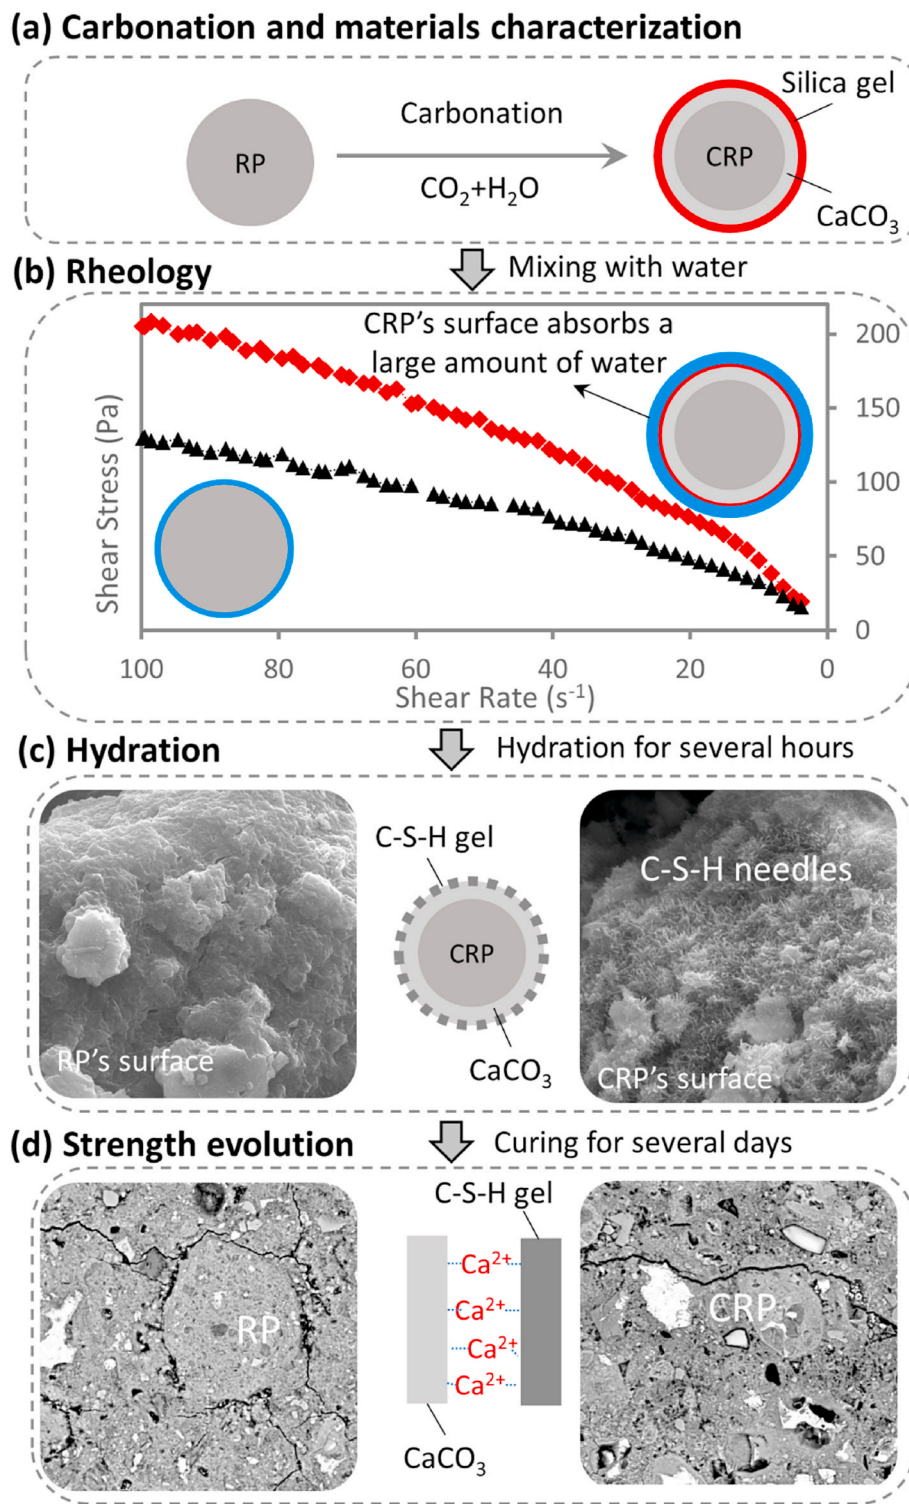 (a) Carbonation and materials characterization
Silica gel
RP
Carbonation
CO₂+H₂O
CRP
CaCO₃
Mixing with water
(b) Rheology
CRP's surface absorbs a
large amount of water
Shear Stress (Pa)
200
150
100
50
0
100 80 60 40 20 0
Shear Rate (s⁻¹)
(c) Hydration
Hydration for several hours
C-S-H gel
CRP
CaCO₃
RP's surface
C-S-H needles
CRP's surface
(d) Strength evolution
Curing for several days
C-S-H gel
RP
Ca²⁺
Ca²⁺
Ca²⁺
Ca²⁺
CaCO₃
CRP